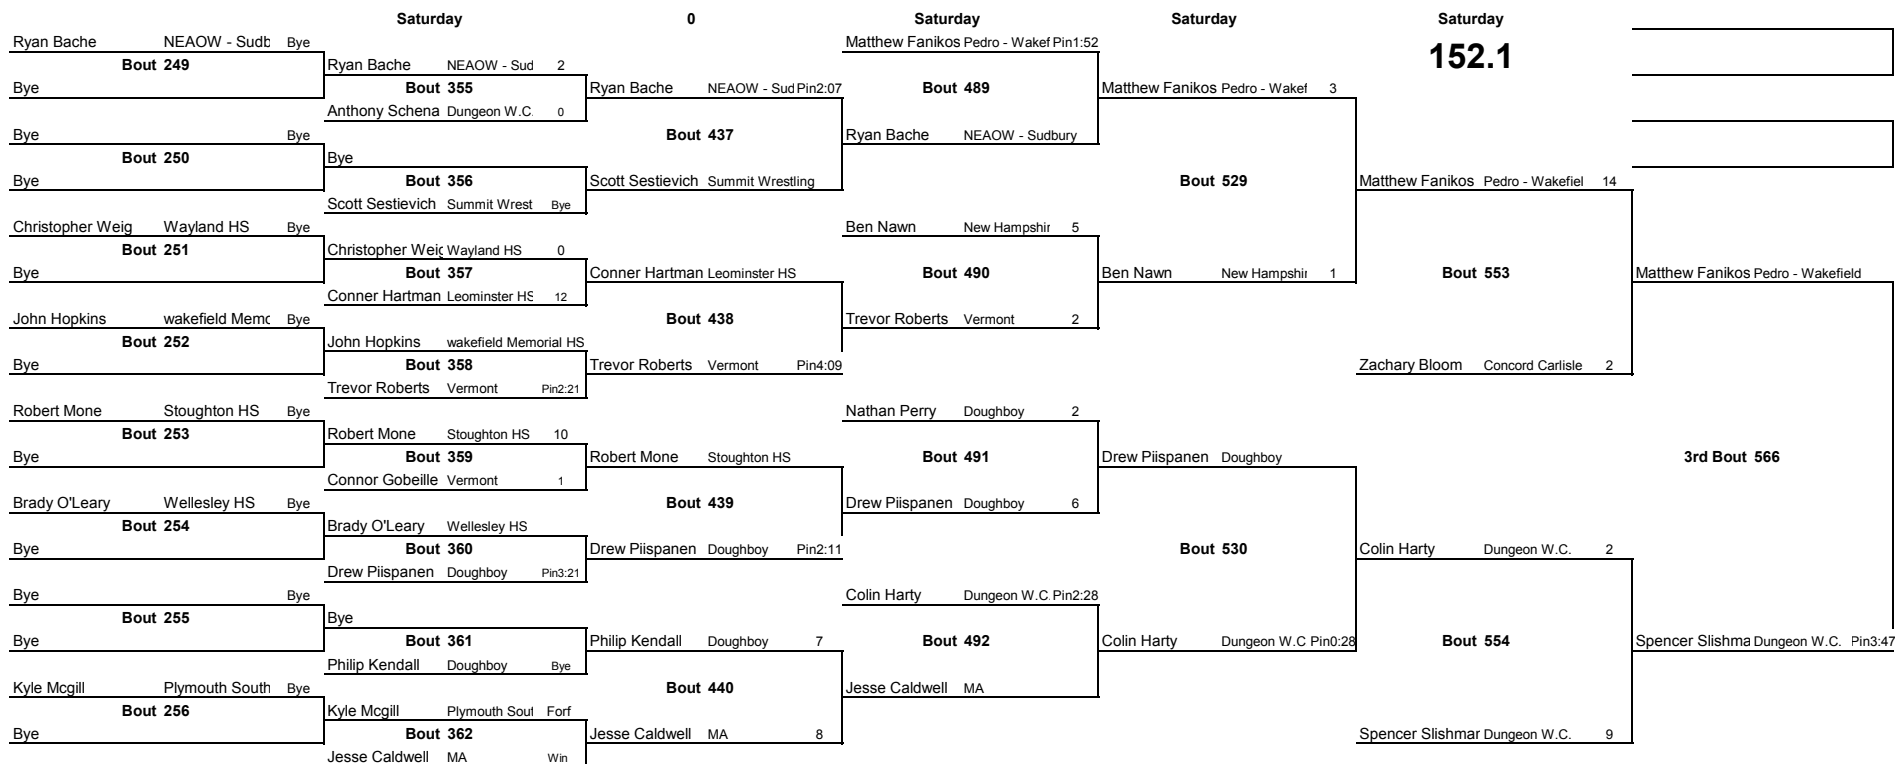 Saturday 0 Saturday Saturday Saturday
Ryan Bache NEAOW - Sudb Bye Matthew Fanikos Pedro - Wakef Pin1:52
152.1
Bout 249 Ryan Bache NEAOW - Sud 2
Bye Bout 355 Ryan Bache NEAOW - Sud Pin2:07 Bout 489 Matthew Fanikos Pedro - Wakef 3
Anthony Schena Dungeon W.C. 0
Bye Bye Bout 437 Ryan Bache NEAOW - Sudbury
Bout 250 Bye
Bye Bout 356 Scott Sestievich Summit Wrestling Bout 529 Matthew Fanikos Pedro - Wakefiel 14
Scott Sestievich Summit Wrest Bye
Christopher Weig Wayland HS Bye Ben Nawn New Hampshir 5
Bout 251 Christopher Weig Wayland HS 0
Bye Bout 357 Conner Hartman Leominster HS Bout 490 Ben Nawn New Hampshir 1 Bout 553 Matthew Fanikos Pedro - Wakefield
Conner Hartman Leominster HS 12
John Hopkins wakefield Memo Bye Bout 438 Trevor Roberts Vermont 2
Bout 252 John Hopkins wakefield Memorial HS
Bye Bout 358 Trevor Roberts Vermont Pin4:09 Zachary Bloom Concord Carlisle 2
Trevor Roberts Vermont Pin2:21
Robert Mone Stoughton HS Bye Nathan Perry Doughboy 2
Bout 253 Robert Mone Stoughton HS 10
Bye Bout 359 Robert Mone Stoughton HS Bout 491 Drew Piispanen Doughboy 3rd Bout 566
Connor Gobeille Vermont 1
Brady O'Leary Wellesley HS Bye Bout 439 Drew Piispanen Doughboy 6
Bout 254 Brady O'Leary Wellesley HS
Bye Bout 360 Drew Piispanen Doughboy Pin2:11 Bout 530 Colin Harty Dungeon W.C. 2
Drew Piispanen Doughboy Pin3:21
Bye Bye Colin Harty Dungeon W.C. Pin2:28
Bout 255 Bye
Bye Bout 361 Philip Kendall Doughboy 7 Bout 492 Colin Harty Dungeon W.C Pin0:28 Bout 554 Spencer Slishma Dungeon W.C. Pin3:47
Philip Kendall Doughboy Bye
Kyle Mcgill Plymouth South Bye Bout 440 Jesse Caldwell MA
Bout 256 Kyle Mcgill Plymouth Sout Forf
Bye Bout 362 Jesse Caldwell MA 8 Spencer Slishmar Dungeon W.C. 9
Jesse Caldwell MA Win